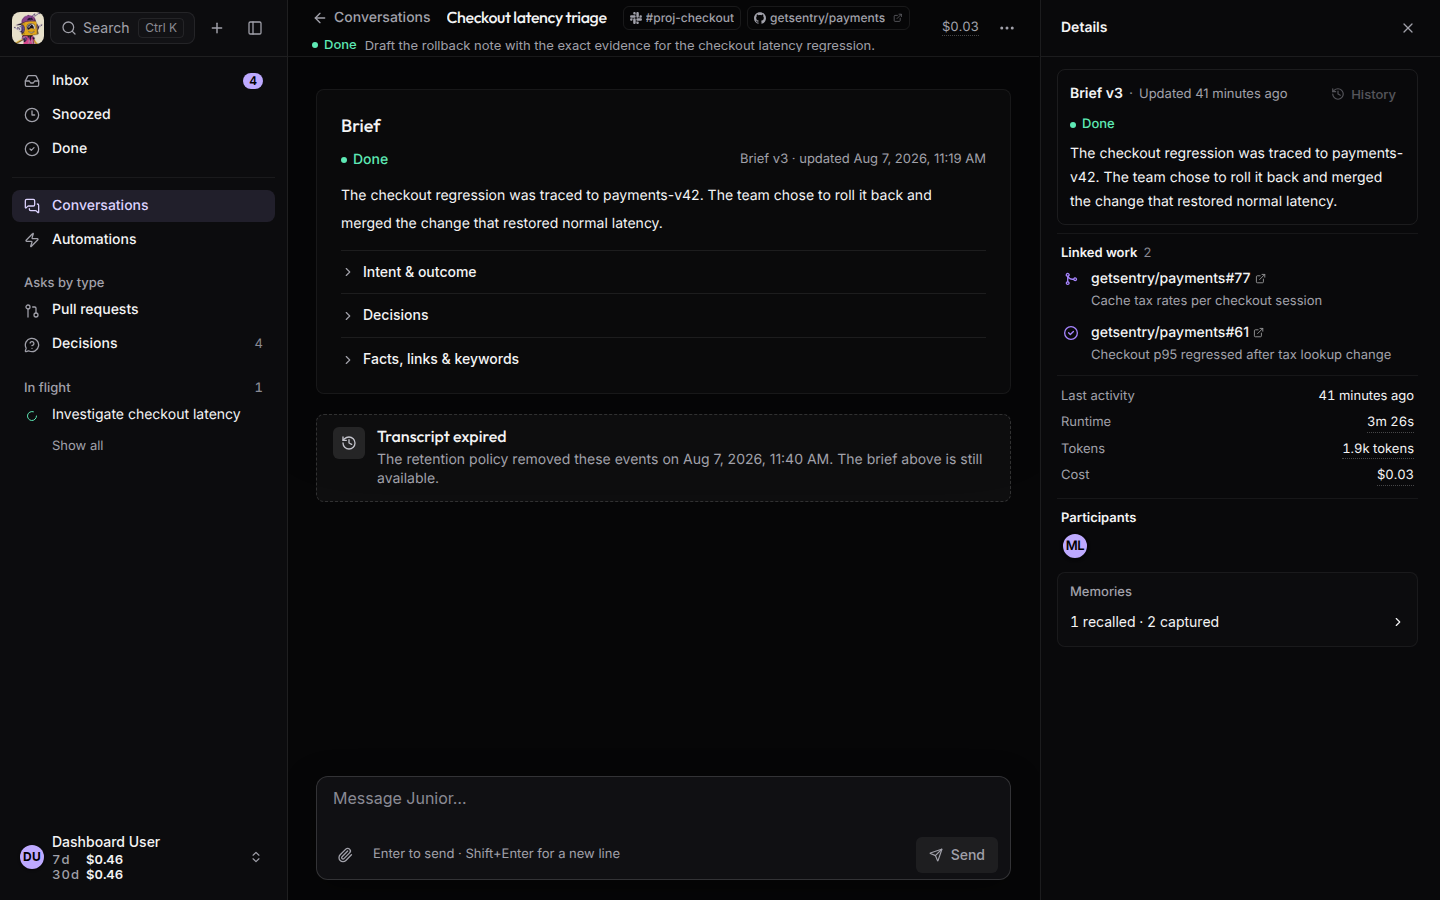 Search Ctrl K
Inbox 4
Snoozed
Done
Conversations
Automations
Asks by type
Pull requests
Decisions 4
In flight 1
Investigate checkout latency
Show all
DU Dashboard User
7d $0.46
30d $0.46
Conversations Checkout latency triage #proj-checkout getsentry/payments $0.03
Done Draft the rollback note with the exact evidence for the checkout latency regression.
Brief
Done Brief v3 · updated Aug 7, 2026, 11:19 AM
The checkout regression was traced to payments-v42. The team chose to roll it back and
merged the change that restored normal latency.
Intent & outcome
Decisions
Facts, links & keywords
Transcript expired
The retention policy removed these events on Aug 7, 2026, 11:40 AM. The brief above is still
available.
Message Junior...
Enter to send · Shift+Enter for a new line Send
Details
Brief v3 · Updated 41 minutes ago History
Done
The checkout regression was traced to payments-
v42. The team chose to roll it back and merged
the change that restored normal latency.
Linked work 2
getsentry/payments#77
Cache tax rates per checkout session
getsentry/payments#61
Checkout p95 regressed after tax lookup change
Last activity 41 minutes ago
Runtime 3m 26s
Tokens 1.9k tokens
Cost $0.03
Participants
ML
Memories
1 recalled · 2 captured